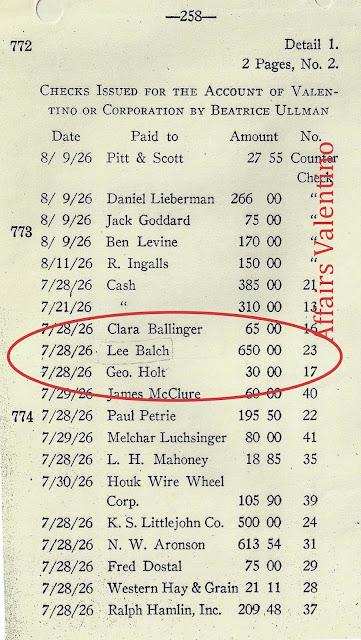 —258—
772
Detail 1.
2 Pages, No. 2.
CHECKS ISSUED FOR THE ACCOUNT OF VALEN-
TINO OR CORPORATION BY BEATRICE ULLMAN
Date Paid to Amount No.
8/ 9/26 Pitt & Scott 27 55 Counter
Check
8/ 9/26 Daniel Lieberman 266 00 “
8/ 9/26 Jack Goddard 75 00 “
773
8/ 9/26 Ben Levine 170 00 “
8/11/26 R. Ingalls 150 00 “
7/28/26 Cash 385 00 21
7/21/26 “ 310 00 13
7/28/26 Clara Ballinger 65 00 16
7/28/26 Lee Balch 650 00 23
7/28/26 Geo. Holt 30 00 17
7/29/26 James McClure 60 00 40
774 7/28/26 Paul Petrie 195 50 22
7/29/26 Melchar Luchsinger 80 00 41
7/28/26 L. H. Mahoney 18 85 35
7/30/26 Houk Wire Wheel
Corp. 105 90 39
7/28/26 K. S. Littlejohn Co. 500 00 24
7/28/26 N. W. Aronson 613 54 31
7/28/26 Fred Dostal 75 00 29
7/28/26 Western Hay & Grain 21 11 28
7/28/26 Ralph Hamlin, Inc. 209 48 37
Affairs Valentino